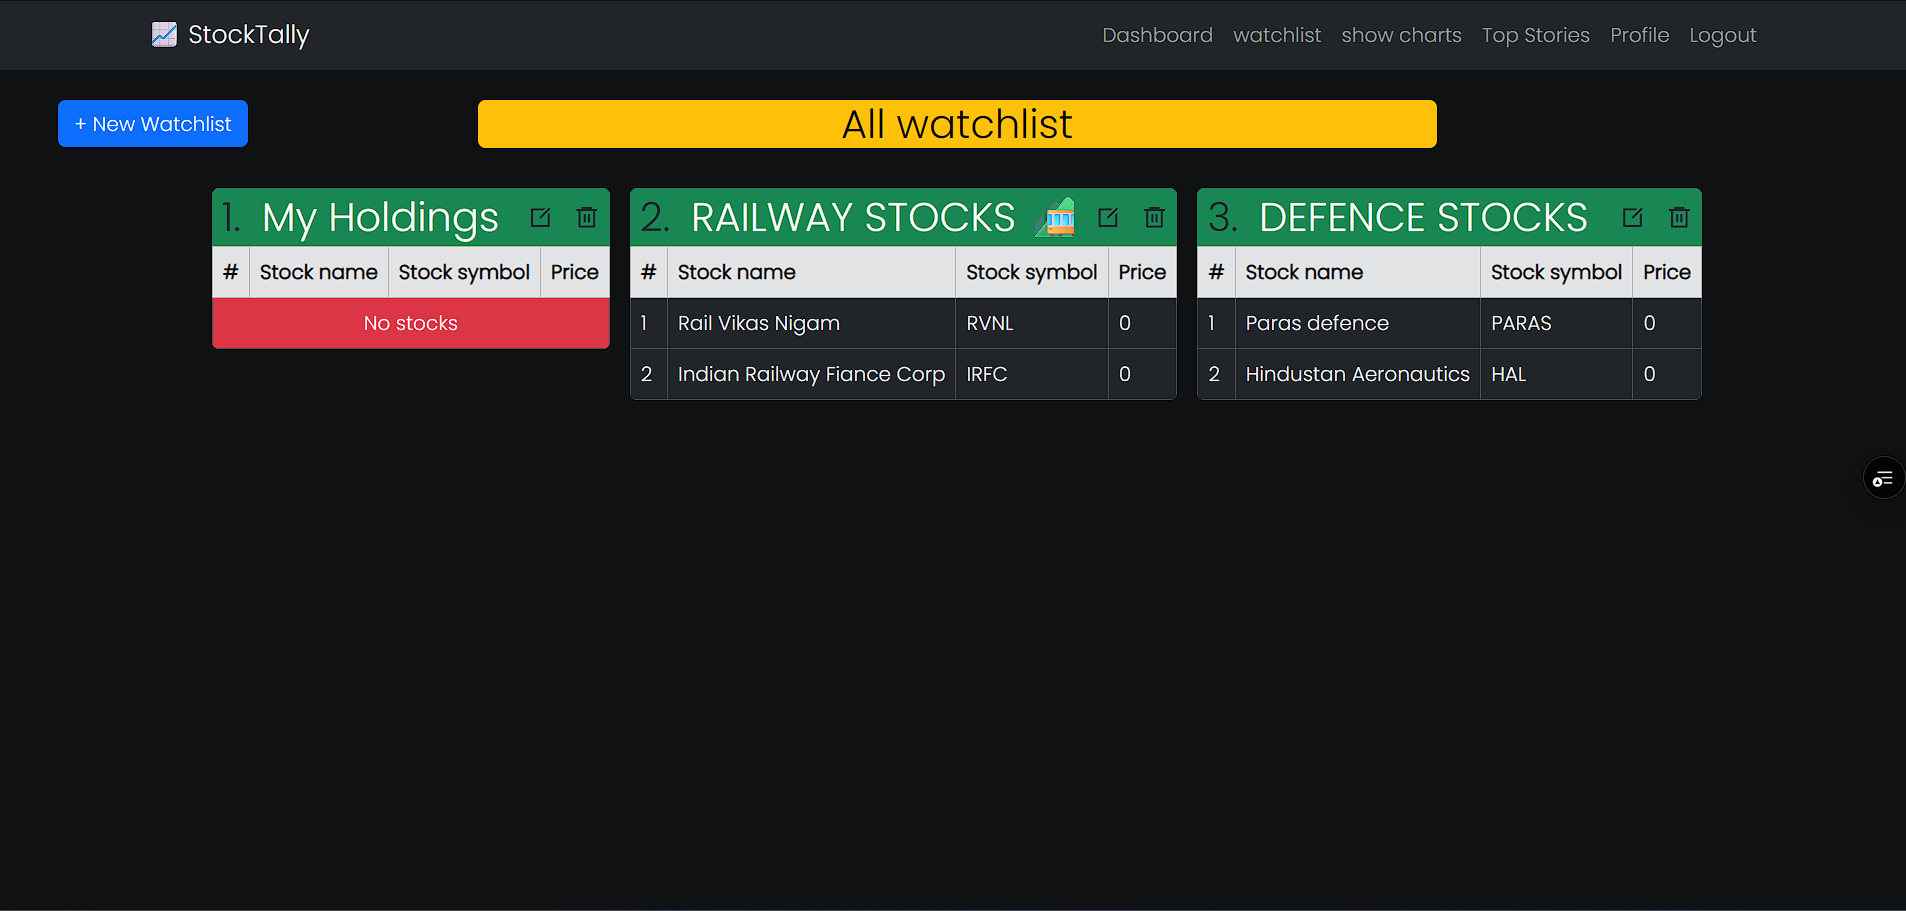 StockTally
Dashboard watchlist show charts Top Stories Profile Logout
+ New Watchlist
All watchlist
1. My Holdings
# Stock name Stock symbol Price
No stocks
2. RAILWAY STOCKS
# Stock name Stock symbol Price
1 Rail Vikas Nigam RVNL 0
2 Indian Railway Fiance Corp IRFC 0
3. DEFENCE STOCKS
# Stock name Stock symbol Price
1 Paras defence PARAS 0
2 Hindustan Aeronautics HAL 0